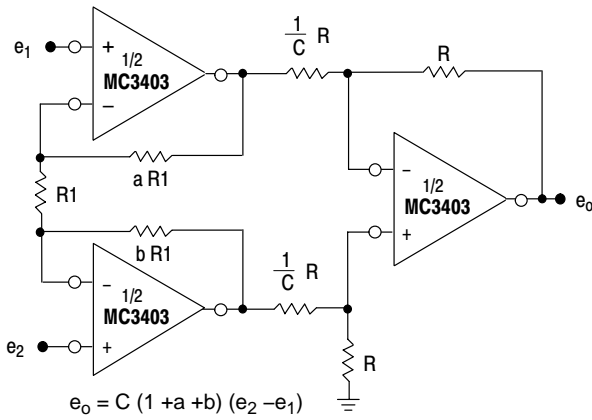 e1
+
1/2
MC3403
−
1
C
R
R
a R1
R1
b R1
−
1/2
MC3403
+
eo
−
1/2
MC3403
+
e2
1
C
R
R
eo = C (1 +a +b) (e2 −e1)